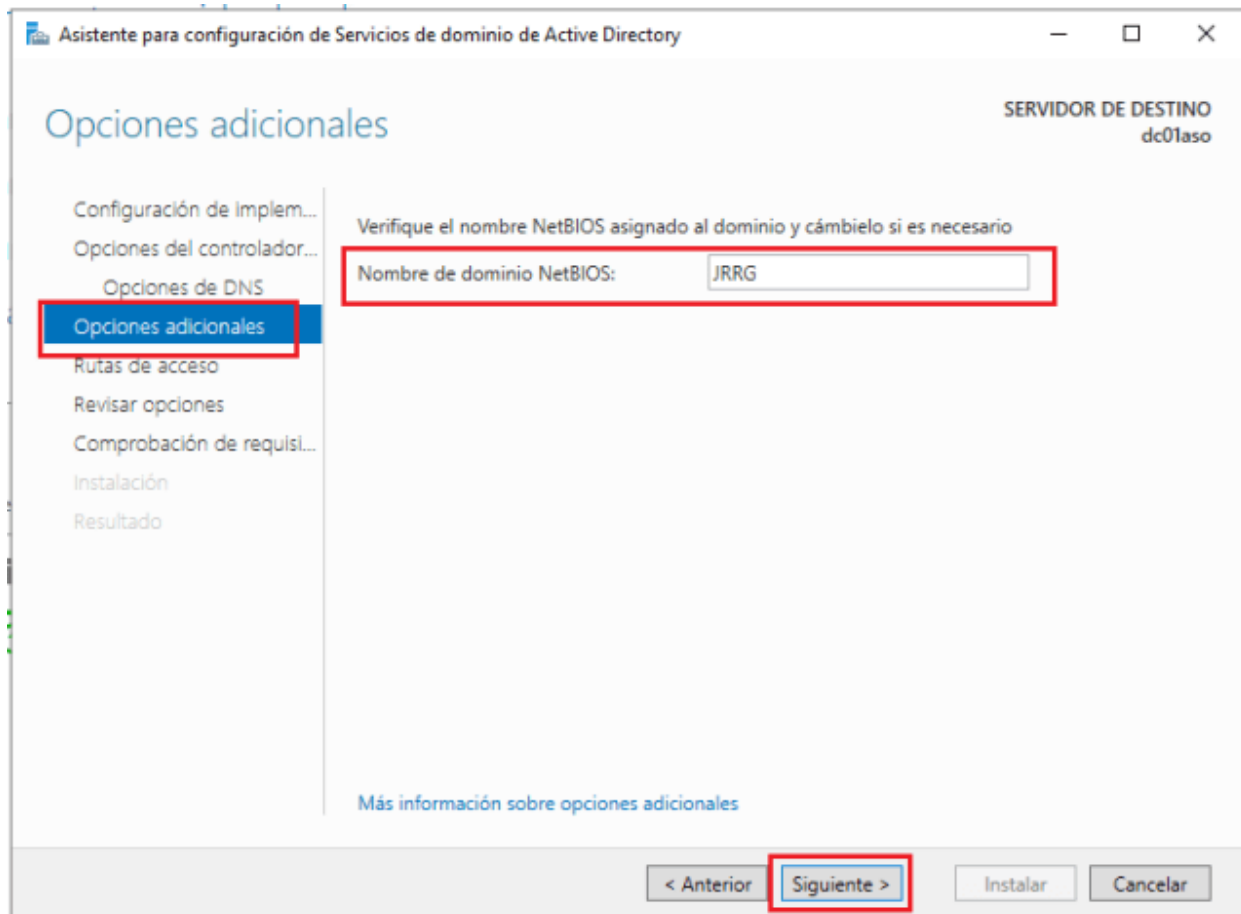 Asistente para configuración de Servicios de dominio de Active Directory
Opciones adicionales
SERVIDOR DE DESTINO
dc01aso
Configuración de implem...
Opciones del controlador...
Opciones de DNS
Opciones adicionales
Rutas de acceso
Revisar opciones
Comprobación de requisi...
Instalación
Resultado
Verifique el nombre NetBIOS asignado al dominio y cámbielo si es necesario
Nombre de dominio NetBIOS: JRRG
Más información sobre opciones adicionales
< Anterior Siguiente > Instalar Cancelar